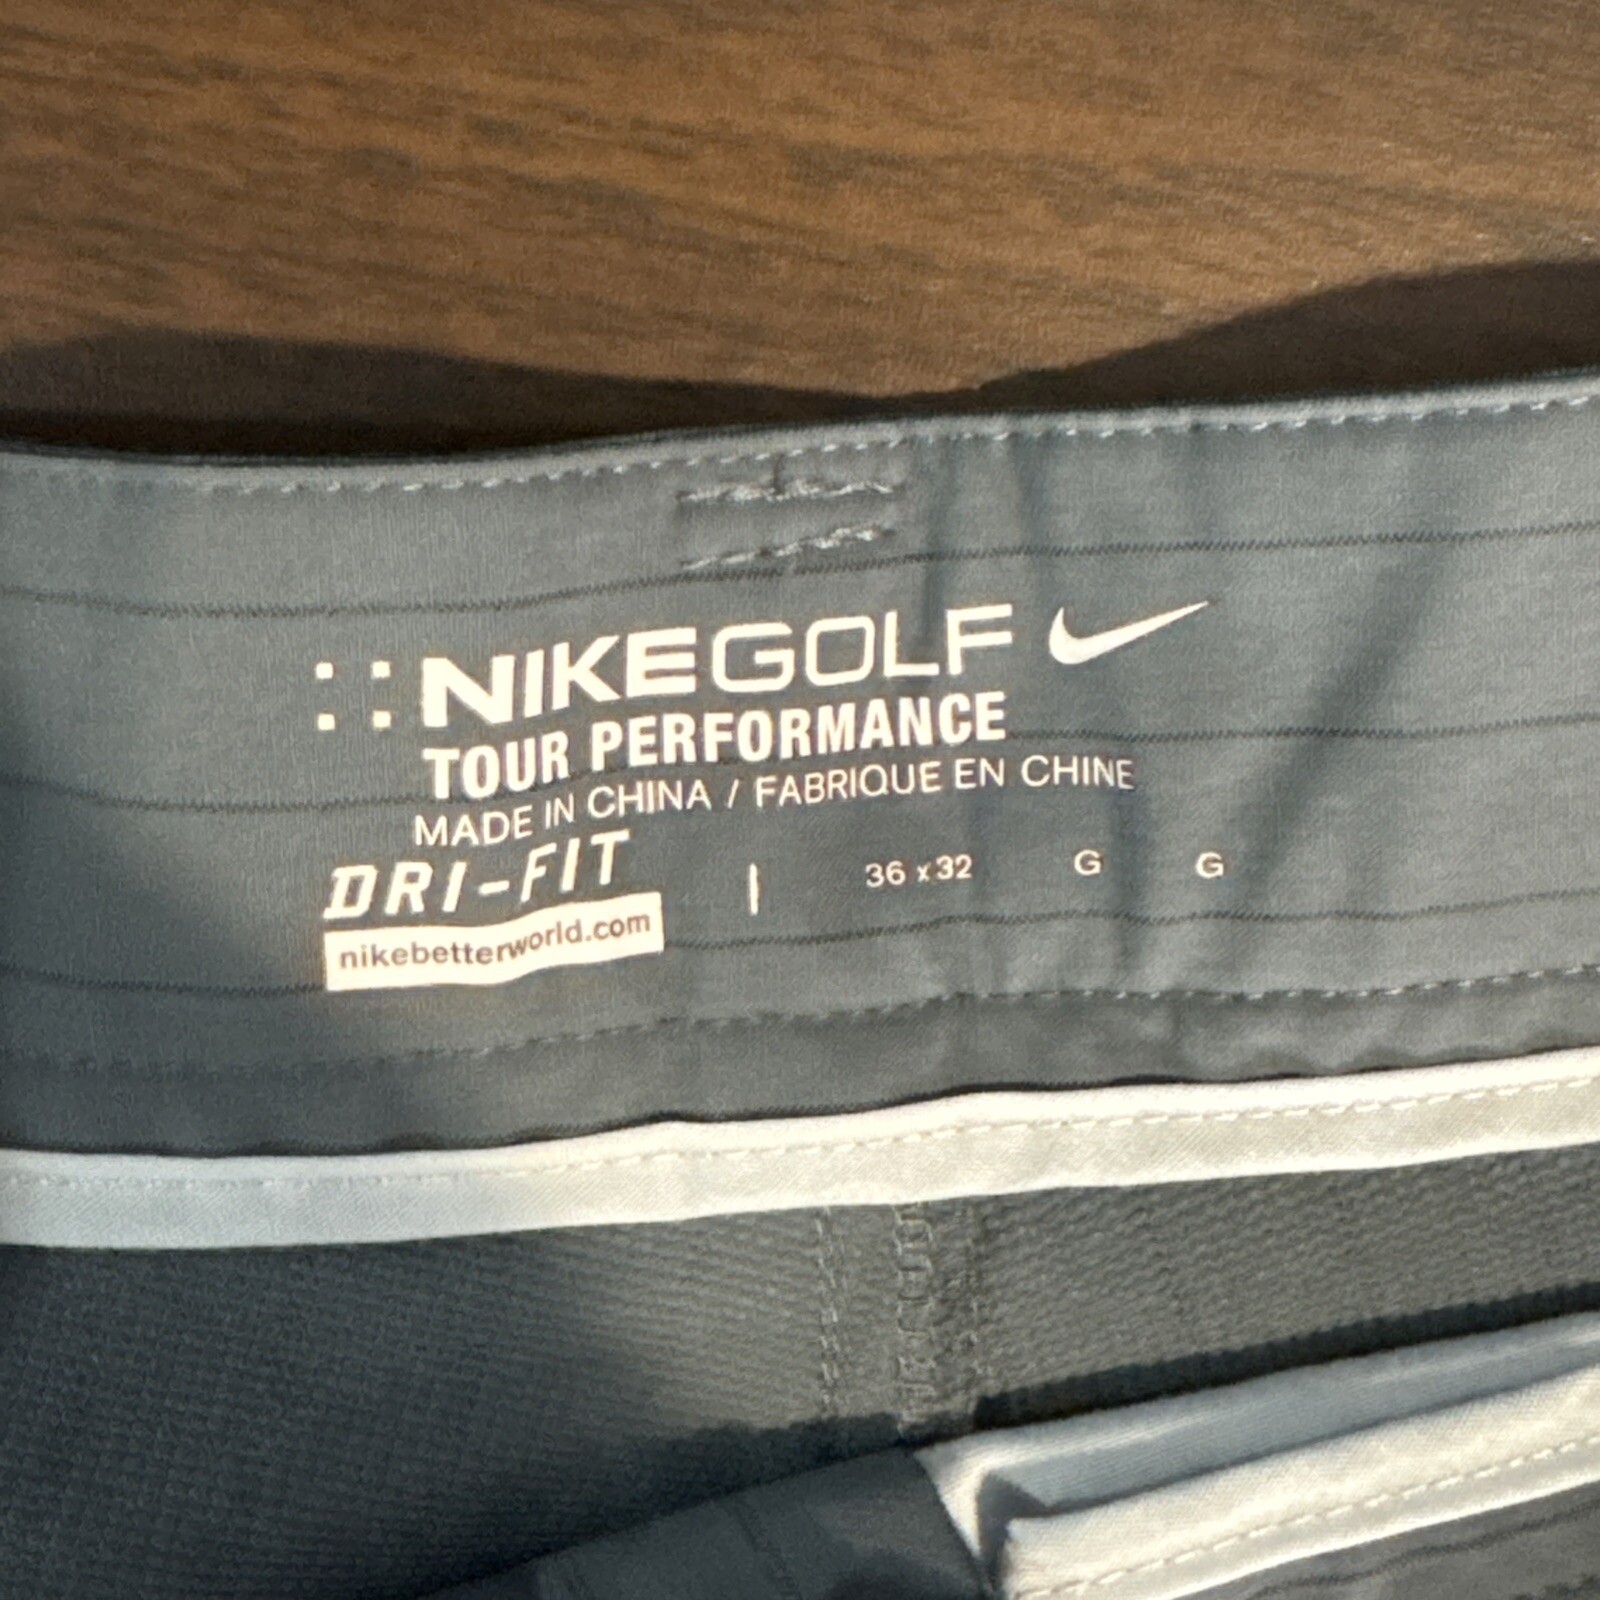 NIKEGOLF
TOUR PERFORMANCE
MADE IN CHINA / FABRIQUE EN CHINE
DRI-FIT | 36 x 32 G G
nikebetterworld.com